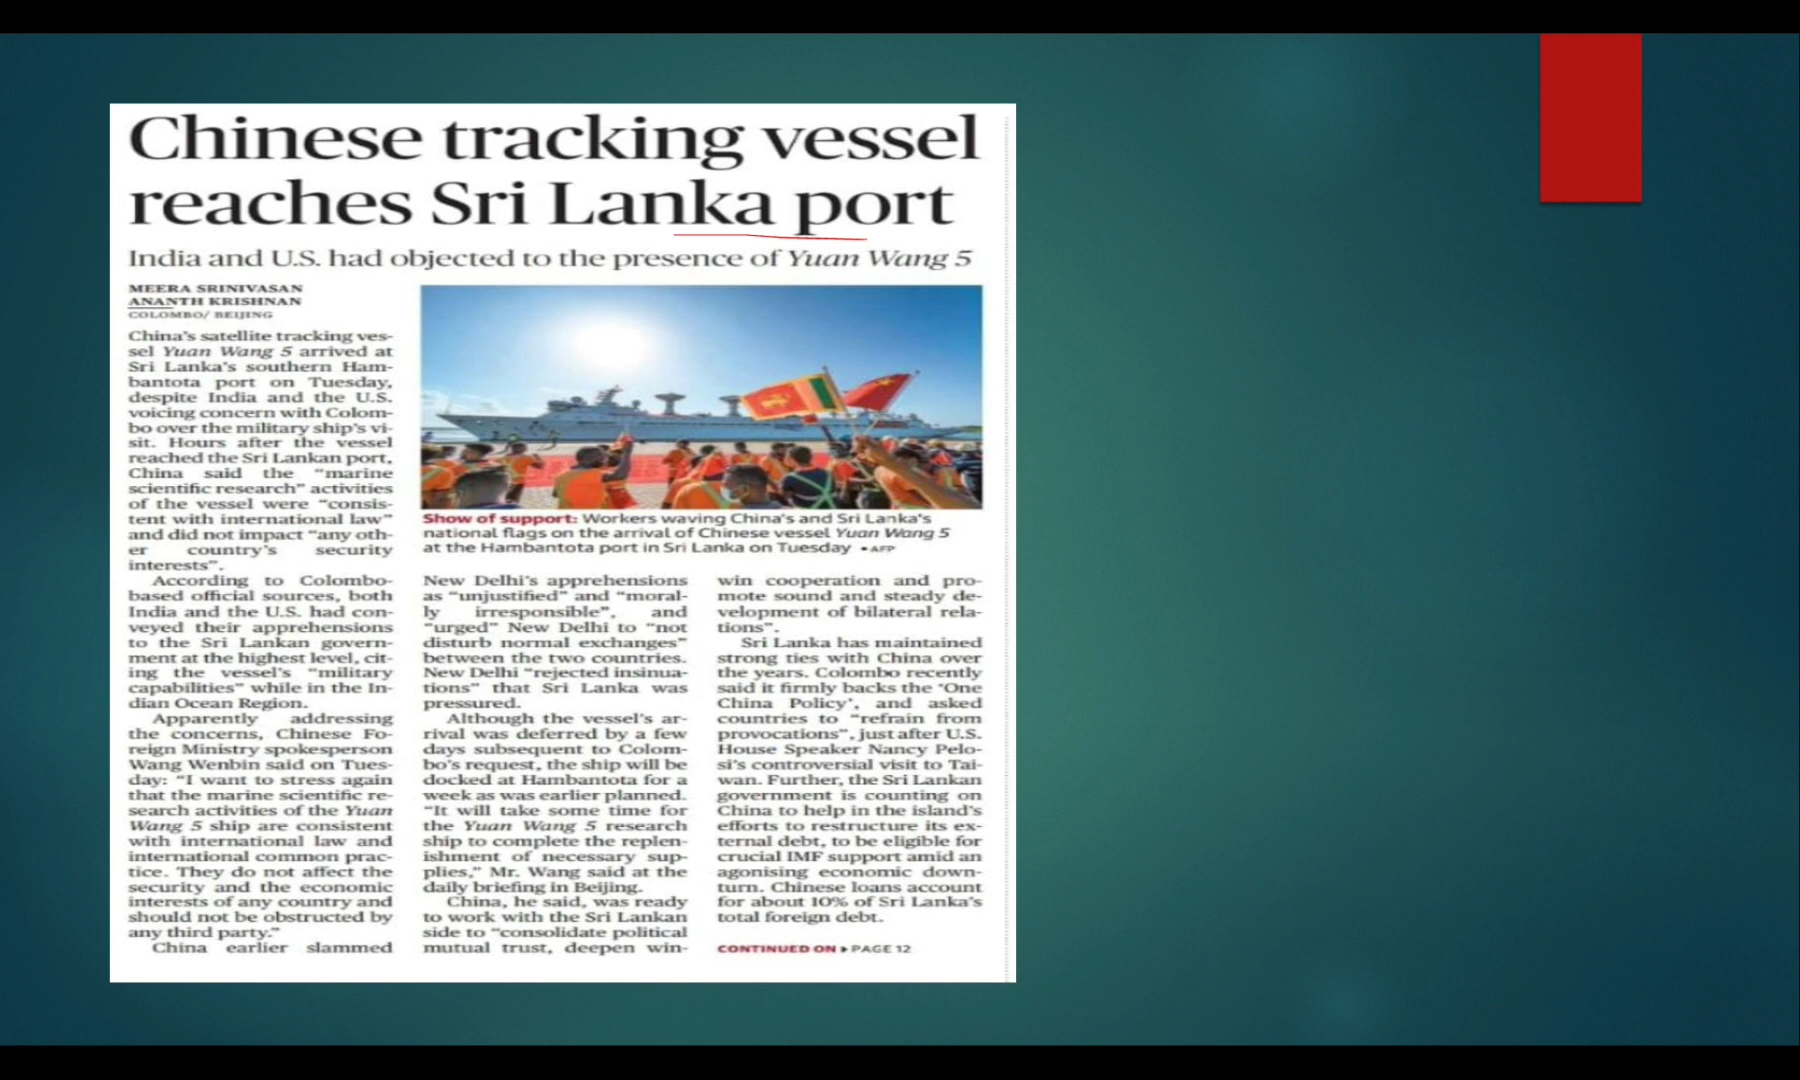 Chinese tracking vessel
reaches Sri Lanka port
India and U.S. had objected to the presence of Yuan Wang 5
MEERA SRINIVASAN
ANANTH KRISHNAN
COLOMBO/ BEIJING
China's satellite tracking ves-
sel Yuan Wang 5 arrived at
Sri Lanka's southern Ham-
bantota port on Tuesday,
despite India and the U.S.
voicing concern with Colom-
bo over the military ship's vi-
sit. Hours after the vessel
reached the Sri Lankan port,
China said the "marine
scientific research" activities
of the vessel were "consis-
tent with international law"
and did not impact "any oth-
er country's security
interests".
According to Colombo-
based official sources, both
India and the U.S. had con-
veyed their apprehensions
to the Sri Lankan govern-
ment at the highest level, cit-
ing the vessel's "military
capabilities" while in the In-
dian Ocean Region.
Apparently addressing
the concerns, Chinese Fo-
reign Ministry spokesperson
Wang Wenbin said on Tues-
day: "I want to stress again
that the marine scientific re-
search activities of the Yuan
Wang 5 ship are consistent
with international law and
international common prac-
tice. They do not affect the
security and the economic
interests of any country and
should not be obstructed by
any third party."
China earlier slammed
Show of support: Workers waving China's and Sri Lanka's
national flags on the arrival of Chinese vessel Yuan Wang 5
at the Hambantota port in Sri Lanka on Tuesday •AFP
New Delhi's apprehensions
as "unjustified" and "moral-
ly irresponsible", and
"urged" New Delhi to "not
disturb normal exchanges"
between the two countries.
New Delhi "rejected insinua-
tions" that Sri Lanka was
pressured.
Although the vessel's ar-
rival was deferred by a few
days subsequent to Colom-
bo's request, the ship will be
docked at Hambantota for a
week as was earlier planned.
"It will take some time for
the Yuan Wang 5 research
ship to complete the replen-
ishment of necessary sup-
plies," Mr. Wang said at the
daily briefing in Beijing.
China, he said, was ready
to work with the Sri Lankan
side to "consolidate political
mutual trust, deepen win-
win cooperation and pro-
mote sound and steady de-
velopment of bilateral rela-
tions".
Sri Lanka has maintained
strong ties with China over
the years. Colombo recently
said it firmly backs the 'One
China Policy', and asked
countries to "refrain from
provocations", just after U.S.
House Speaker Nancy Pelo-
si's controversial visit to Tai-
wan. Further, the Sri Lankan
government is counting on
China to help in the island's
efforts to restructure its ex-
ternal debt, to be eligible for
crucial IMF support amid an
agonising economic down-
turn. Chinese loans account
for about 10% of Sri Lanka's
total foreign debt.
CONTINUED ON ▸ PAGE 12